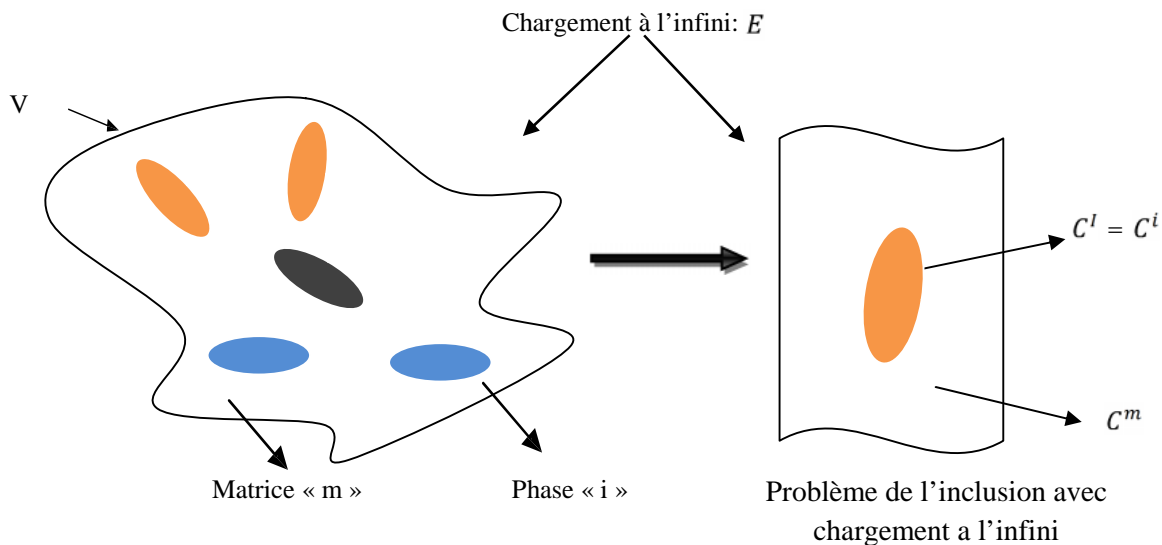 Chargement à l'infini: E
V
C^I = C^i
C^m
Matrice « m »
Phase « i »
Problème de l'inclusion avec
chargement a l'infini